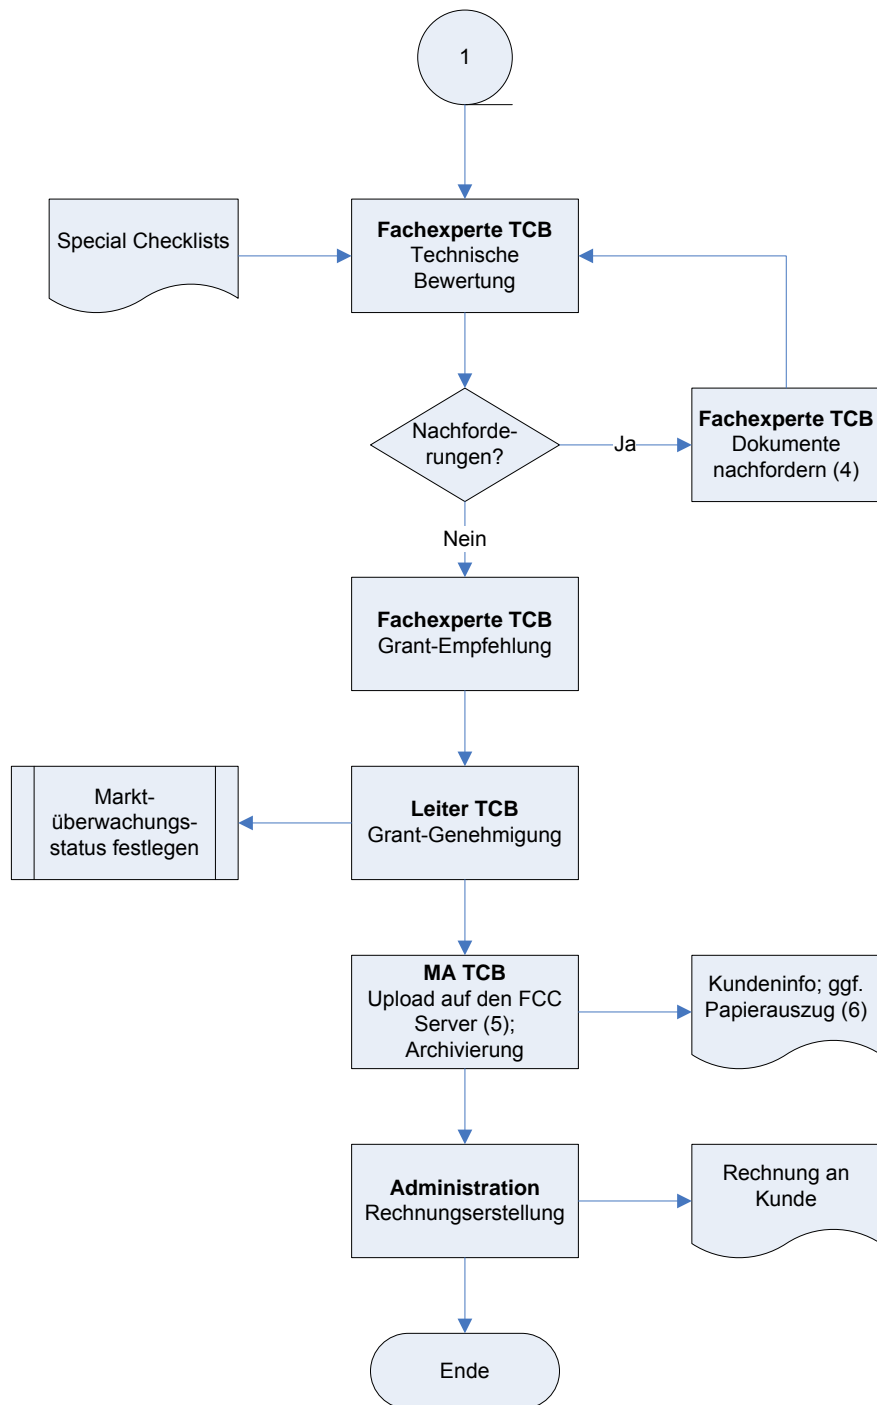 1
Special Checklists
Fachexperte TCB
Technische
Bewertung
Nachforde-
rungen?
Ja
Fachexperte TCB
Dokumente
nachfordern (4)
Nein
Fachexperte TCB
Grant-Empfehlung
Markt-
überwachungs-
status festlegen
Leiter TCB
Grant-Genehmigung
MA TCB
Upload auf den FCC
Server (5);
Archivierung
Kundeninfo; ggf.
Papierauszug (6)
Administration
Rechnungserstellung
Rechnung an
Kunde
Ende